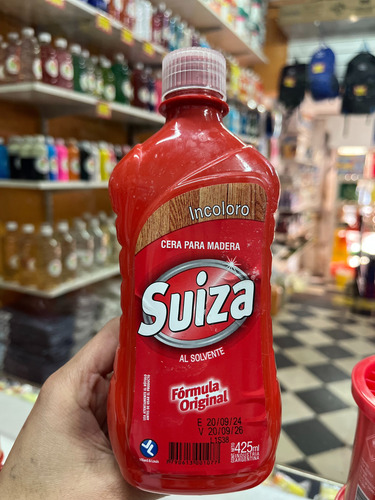 Incoloro
CERA PARA MADERA
Suiza
AL SOLVENTE
Fórmula
Original
E 20/09/24
V 20/09/26
425ml